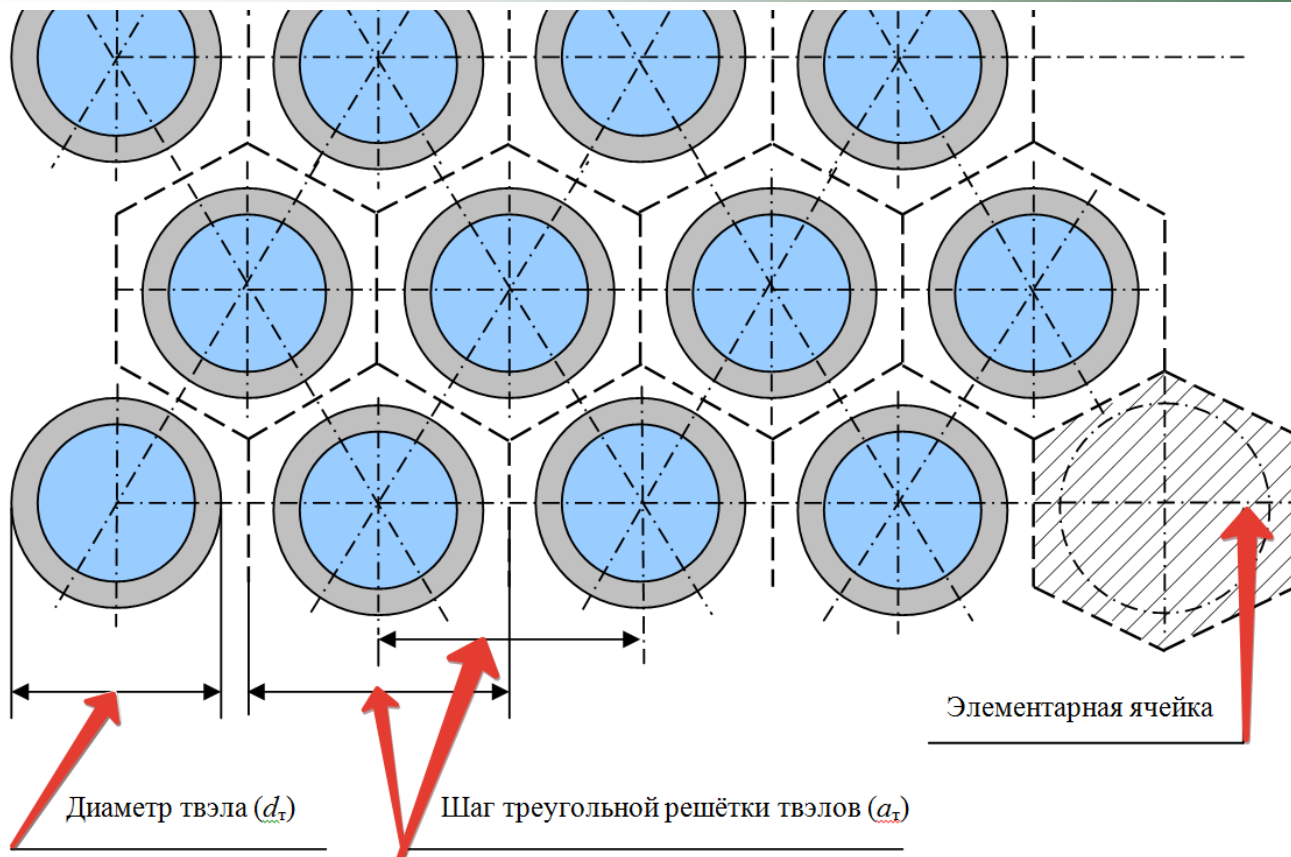 Элементарная ячейка
Диаметр твэла (dт)
Шаг треугольной решётки твэлов (aт)